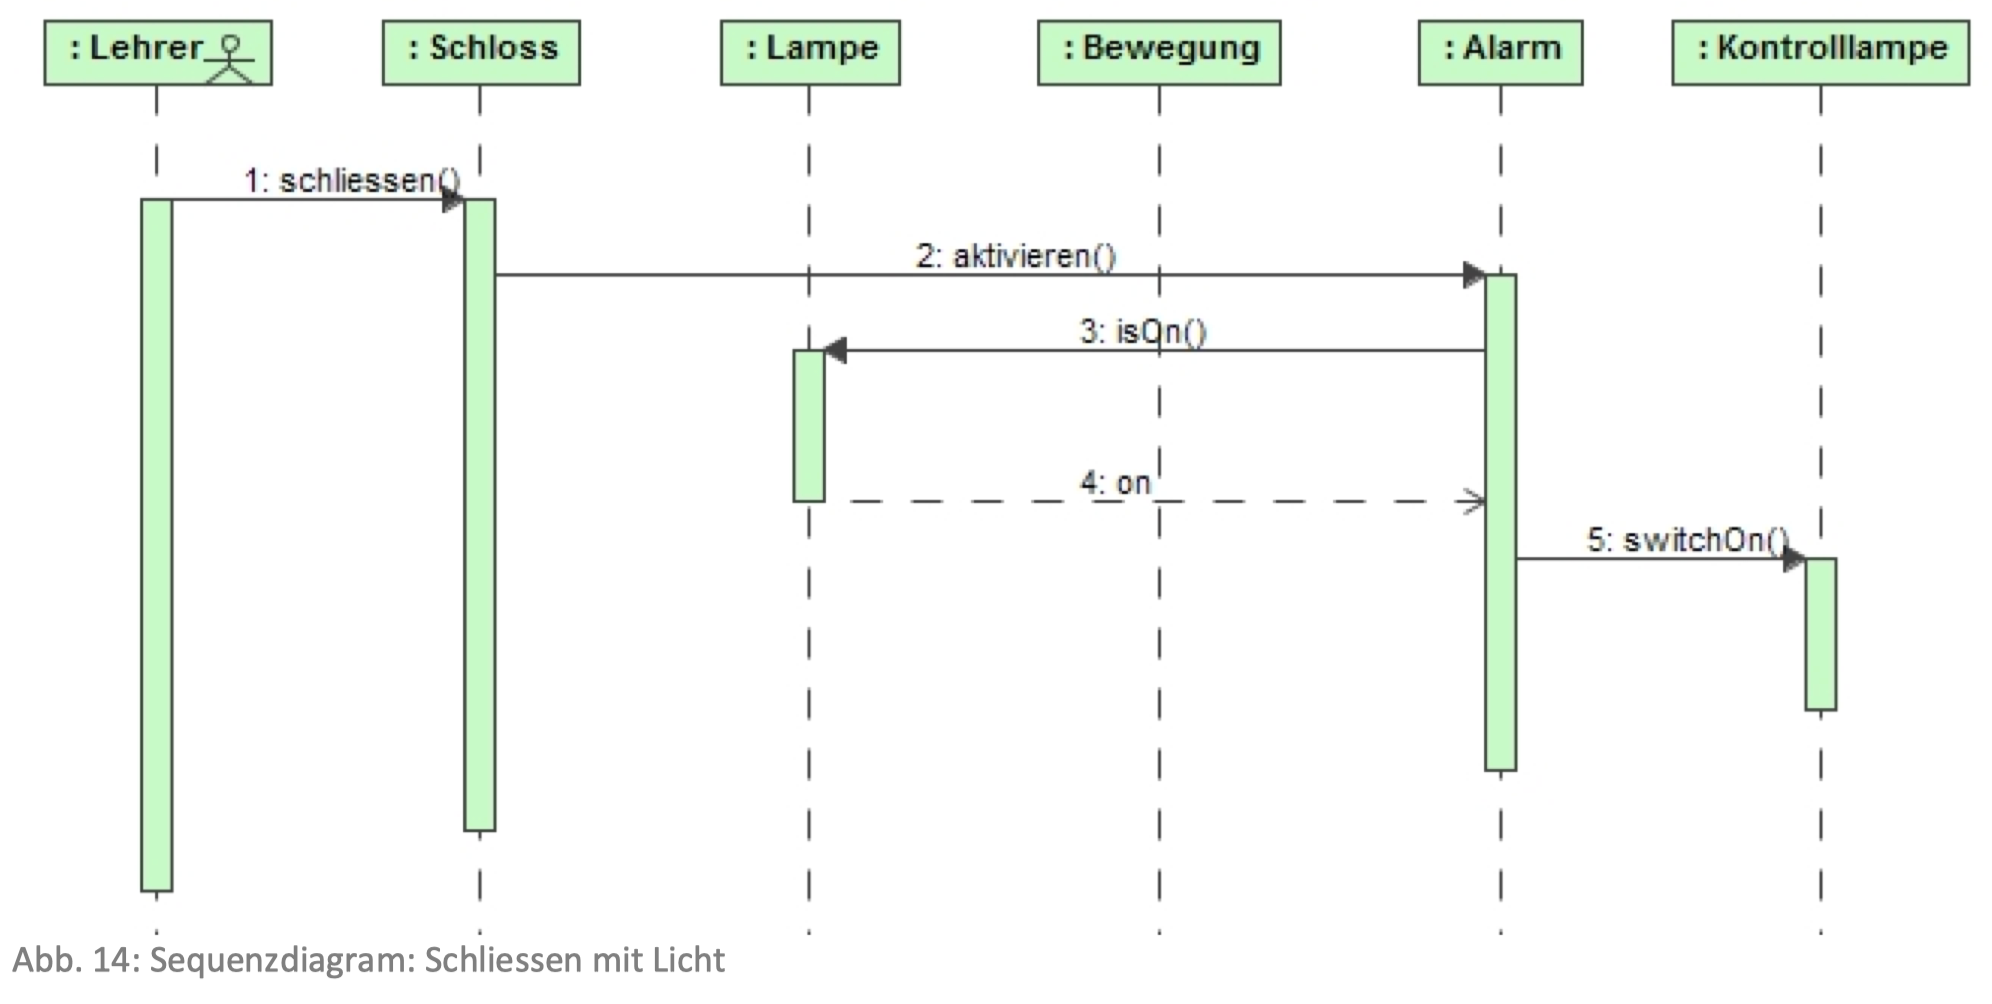 : Lehrer
: Schloss
: Lampe
: Bewegung
: Alarm
: Kontrolllampe
1: schliessen()
2: aktivieren()
3: isOn()
4: on
5: switchOn()
Abb. 14: Sequenzdiagram: Schliessen mit Licht